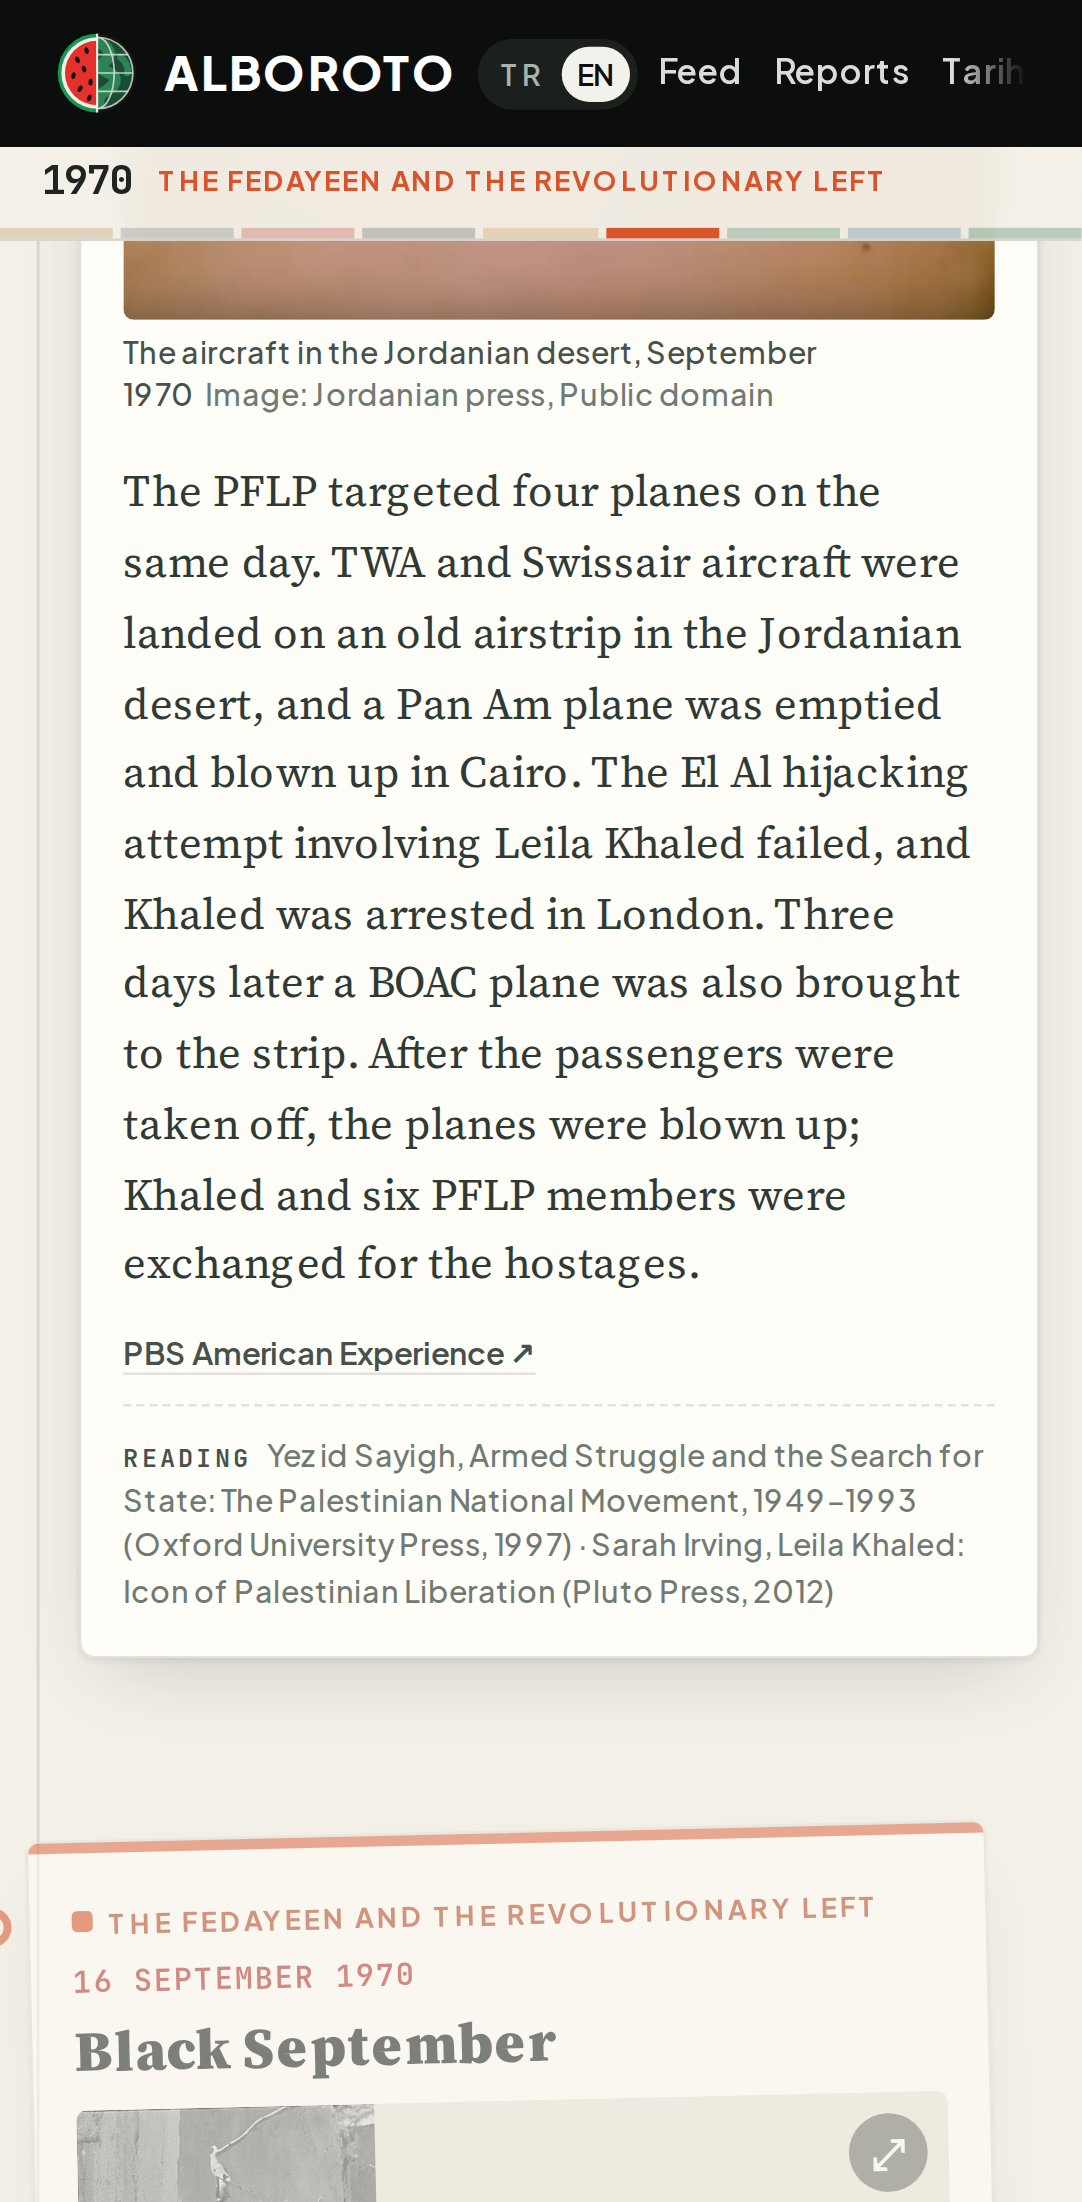 ALBOROTO
TR EN
Feed Reports Tarih
1970 THE FEDAYEEN AND THE REVOLUTIONARY LEFT
The aircraft in the Jordanian desert, September
1970 Image: Jordanian press, Public domain
The PFLP targeted four planes on the
same day. TWA and Swissair aircraft were
landed on an old airstrip in the Jordanian
desert, and a Pan Am plane was emptied
and blown up in Cairo. The El Al hijacking
attempt involving Leila Khaled failed, and
Khaled was arrested in London. Three
days later a BOAC plane was also brought
to the strip. After the passengers were
taken off, the planes were blown up;
Khaled and six PFLP members were
exchanged for the hostages.
PBS American Experience ↗
READING Yezid Sayigh, Armed Struggle and the Search for
State: The Palestinian National Movement, 1949–1993
(Oxford University Press, 1997) · Sarah Irving, Leila Khaled:
Icon of Palestinian Liberation (Pluto Press, 2012)
THE FEDAYEEN AND THE REVOLUTIONARY LEFT
16 SEPTEMBER 1970
Black September